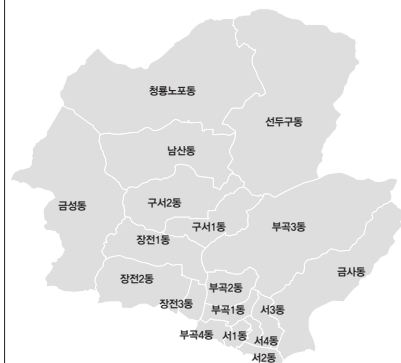 청룡노포동
선두구동
남산동
금성동
구서2동
구서1동
부곡3동
장전1동
금사동
장전2동
부곡2동
장전3동
부곡1동
서3동
부곡4동
서1동
서4동
서2동